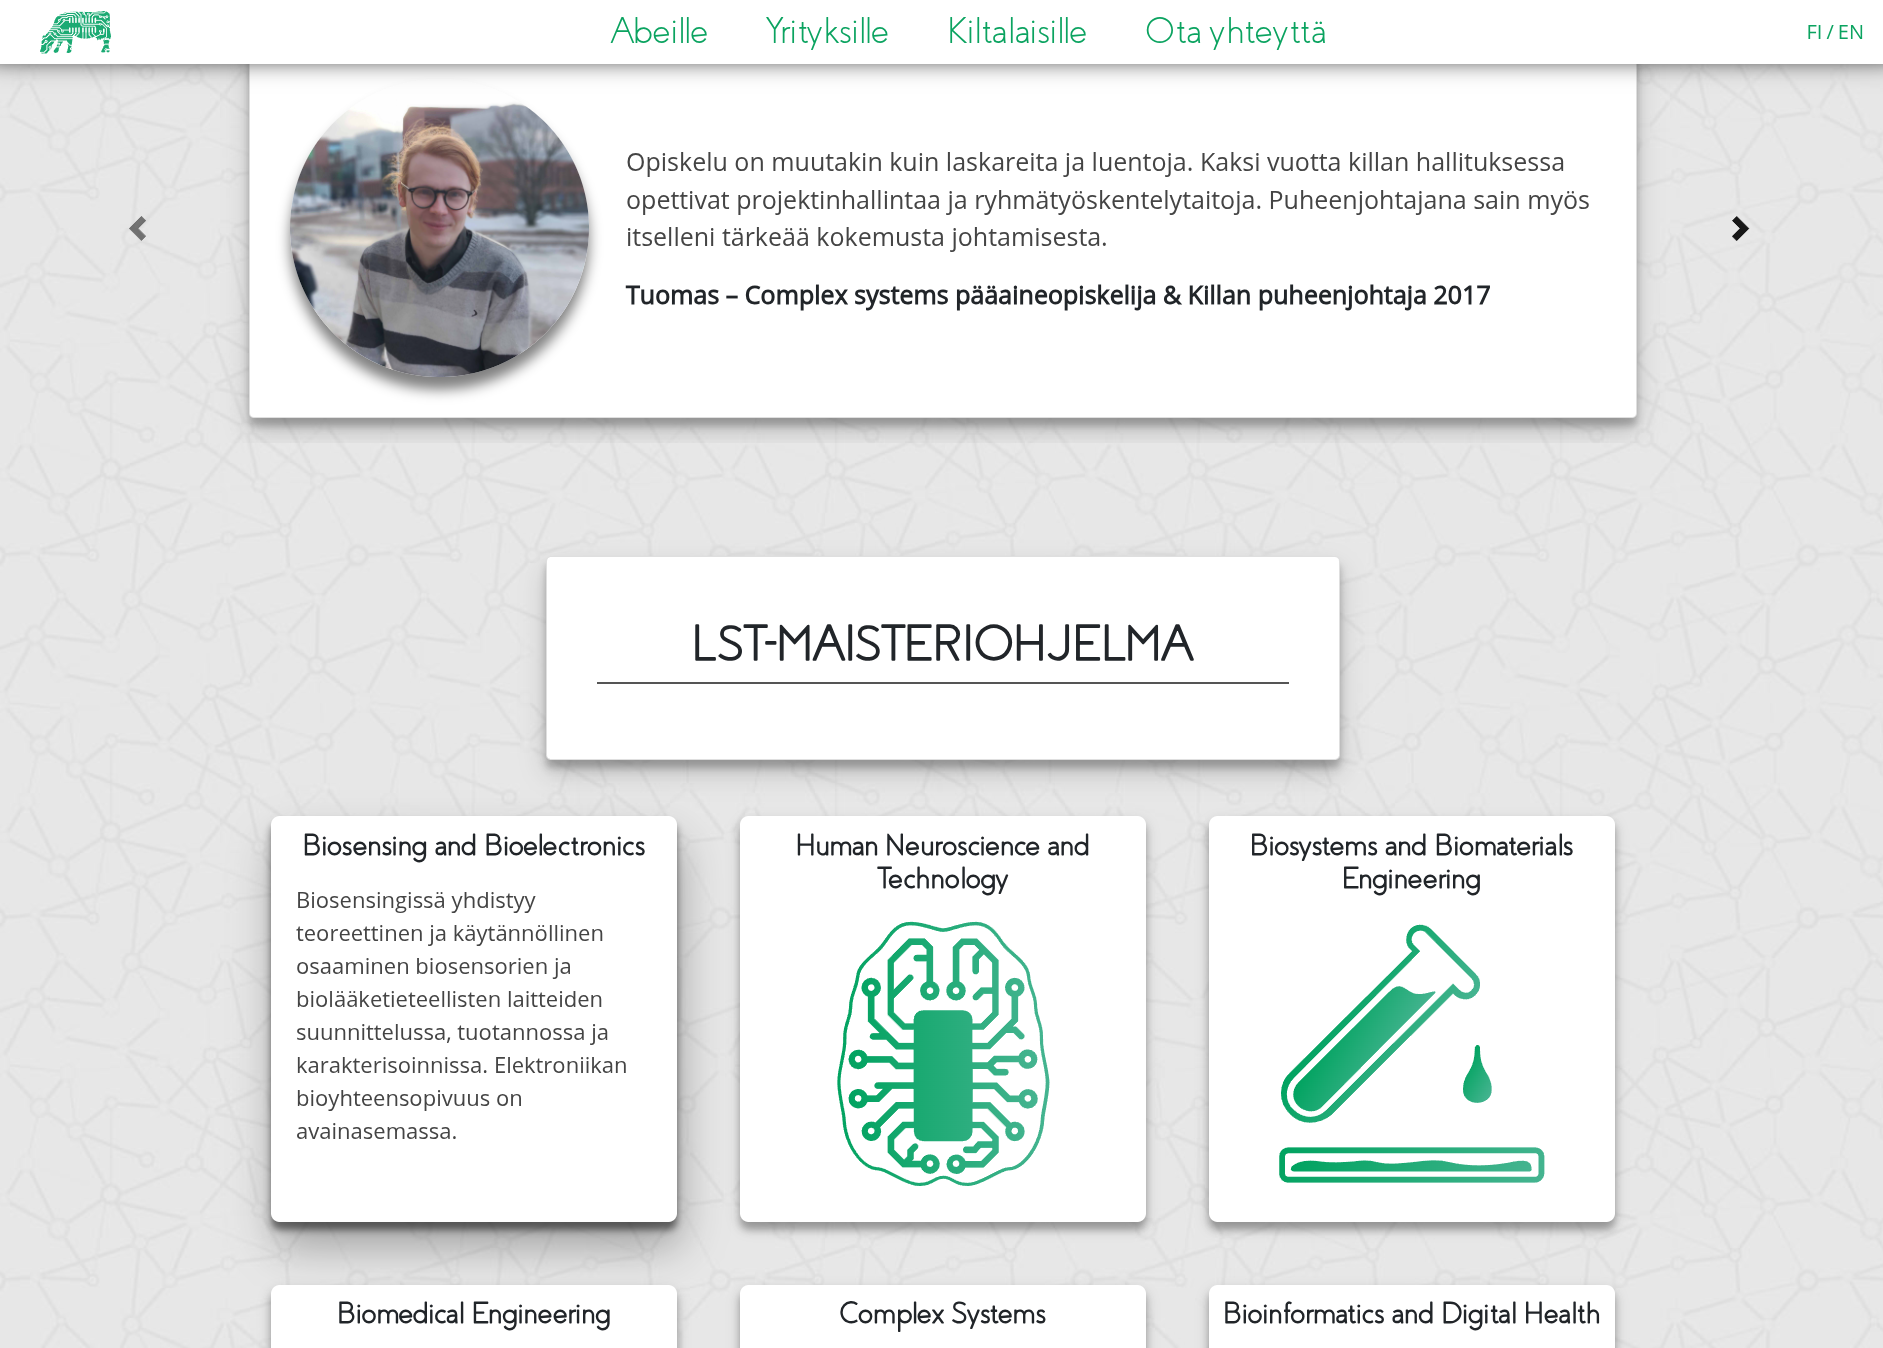 Abeille Yrityksille Kiltalaisille Ota yhteyttä FI / EN
Opiskelu on muutakin kuin laskareita ja luentoja. Kaksi vuotta killan hallituksessa
opettivat projektinhallintaa ja ryhmätyöskentelytaitoja. Puheenjohtajana sain myös
itselleni tärkeää kokemusta johtamisesta.
Tuomas – Complex systems pääaineopiskelija & Killan puheenjohtaja 2017
LST-MAISTERIOHJELMA
Biosensing and Bioelectronics
Biosensingissä yhdistyy
teoreettinen ja käytännöllinen
osaaminen biosensorien ja
biolääketieteellisten laitteiden
suunnittelussa, tuotannossa ja
karakterisoinnissa. Elektroniikan
bioyhteensopivuus on
avainasemassa.
Human Neuroscience and
Technology
Biosystems and Biomaterials
Engineering
Biomedical Engineering
Complex Systems
Bioinformatics and Digital Health